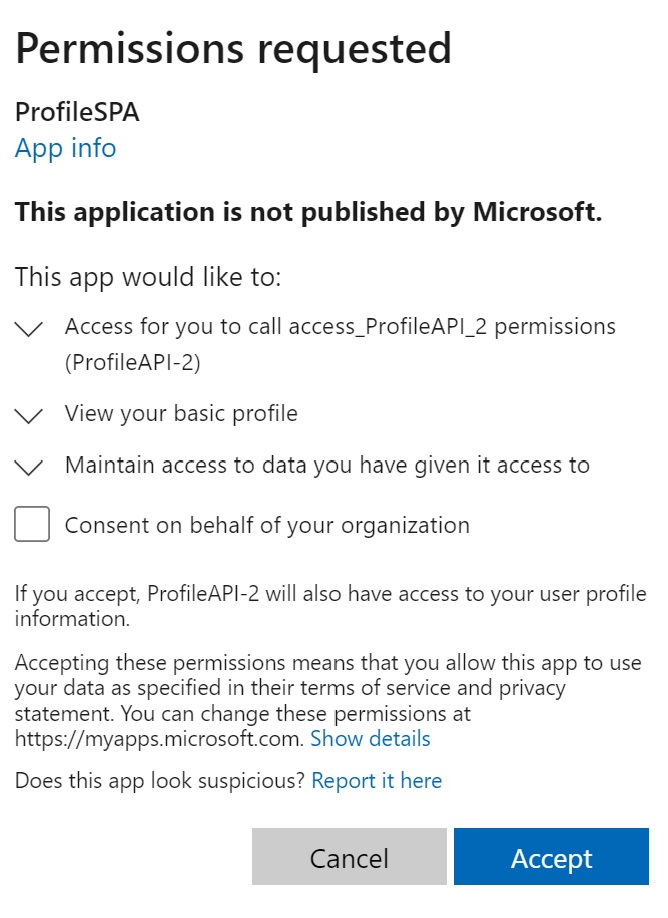 Permissions requested
ProfileSPA
App info
This application is not published by Microsoft.
This app would like to:
Access for you to call access_ProfileAPI_2 permissions
(ProfileAPI-2)
View your basic profile
Maintain access to data you have given it access to
Consent on behalf of your organization
If you accept, ProfileAPI-2 will also have access to your user profile
information.
Accepting these permissions means that you allow this app to use
your data as specified in their terms of service and privacy
statement. You can change these permissions at
https://myapps.microsoft.com. Show details
Does this app look suspicious? Report it here
Cancel Accept